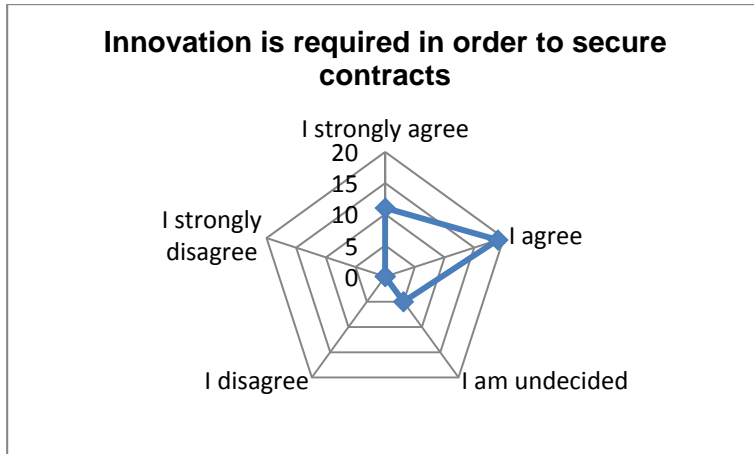 Innovation is required in order to secure
contracts
I strongly agree
20
15
10
5
0
I agree
I am undecided
I disagree
I strongly
disagree